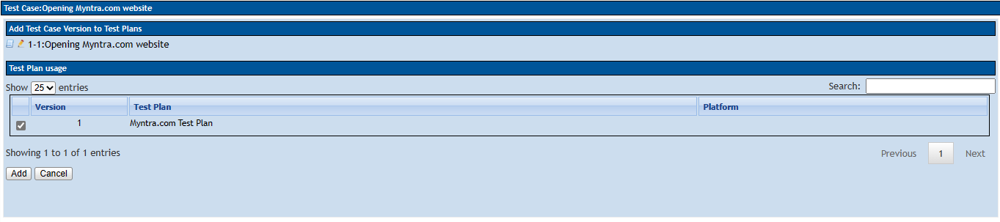 Test Case:Opening Myntra.com website
Add Test Case Version to Test Plans
1-1:Opening Myntra.com website
Test Plan usage
Show 25 entries Search:
Version Test Plan Platform
1 Myntra.com Test Plan
Showing 1 to 1 of 1 entries Previous 1 Next
Add Cancel